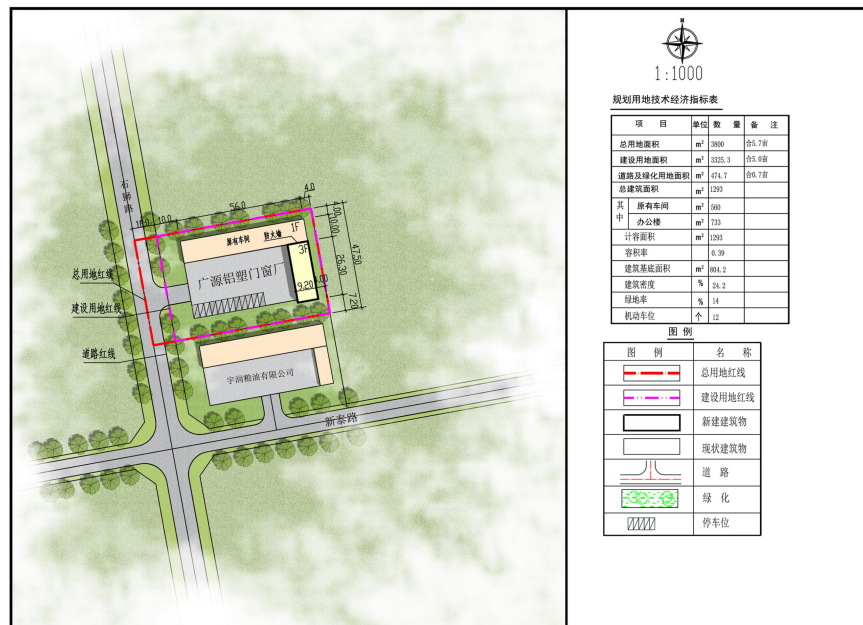 N
1:1000
规划用地技术经济指标表
项 目 单位 数 量 备 注
总用地面积 m² 3800 合5.7亩
建设用地面积 m² 3325.3 合5.0亩
道路及绿化用地面积 m² 474.7 合0.7亩
总建筑面积 m² 1293
其中 原有车间 m² 560
办公楼 m² 733
计容面积 m² 1293
容积率 0.39
建筑基底面积 m² 804.2
建筑密度 % 24.2
绿地率 % 14
机动车位 个 12
图 例
图 例 名 称
总用地红线
建设用地红线
新建建筑物
现状建筑物
道 路
绿 化
停车位
石狮路
10.0 10.0 56.0 4.0
4.00
10.00
47.50
26.30
7.20
原有车间 防火墙 1F
3F
广源铝塑门窗厂
9.20
总用地红线
建设用地红线
道路红线
宇润粮油有限公司
新泰路